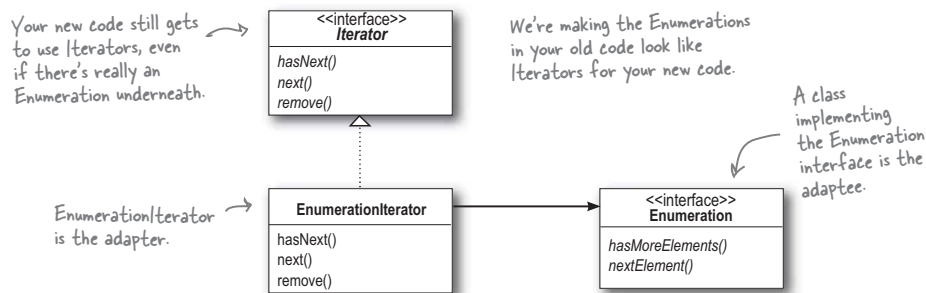 Your new code still gets
to use Iterators, even
if there's really an
Enumeration underneath.
<<interface>>
Iterator
hasNext()
next()
remove()
We're making the Enumerations
in your old code look like
Iterators for your new code.
A class
implementing
the Enumeration
interface is the
adaptee.
EnumerationIterator
is the adapter.
EnumerationIterator
hasNext()
next()
remove()
<<interface>>
Enumeration
hasMoreElements()
nextElement()